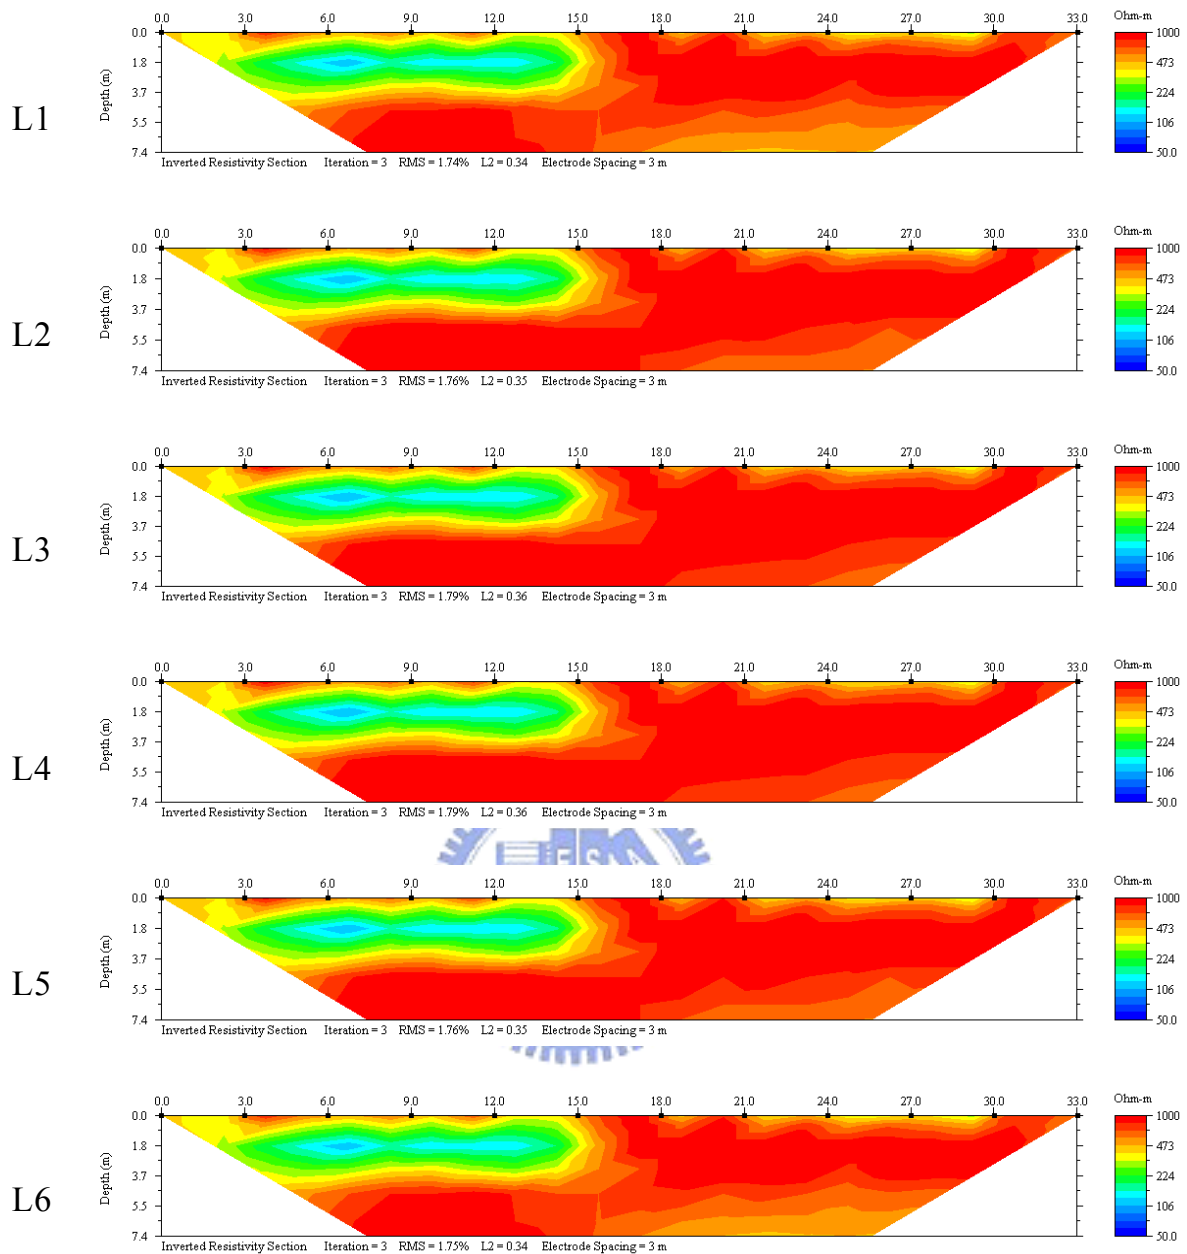 0.0 3.0 6.0 9.0 12.0 15.0 18.0 21.0 24.0 27.0 30.0 33.0 Ohm-m
L1
Depth (m)
0.0
1.8
3.7
5.5
7.4
1000
473
224
106
50.0
Inverted Resistivity Section Iteration = 3 RMS = 1.74% L2 = 0.34 Electrode Spacing = 3 m
0.0 3.0 6.0 9.0 12.0 15.0 18.0 21.0 24.0 27.0 30.0 33.0 Ohm-m
L2
Depth (m)
0.0
1.8
3.7
5.5
7.4
1000
473
224
106
50.0
Inverted Resistivity Section Iteration = 3 RMS = 1.76% L2 = 0.35 Electrode Spacing = 3 m
0.0 3.0 6.0 9.0 12.0 15.0 18.0 21.0 24.0 27.0 30.0 33.0 Ohm-m
L3
Depth (m)
0.0
1.8
3.7
5.5
7.4
1000
473
224
106
50.0
Inverted Resistivity Section Iteration = 3 RMS = 1.79% L2 = 0.36 Electrode Spacing = 3 m
0.0 3.0 6.0 9.0 12.0 15.0 18.0 21.0 24.0 27.0 30.0 33.0 Ohm-m
L4
Depth (m)
0.0
1.8
3.7
5.5
7.4
1000
473
224
106
50.0
Inverted Resistivity Section Iteration = 3 RMS = 1.79% L2 = 0.36 Electrode Spacing = 3 m
0.0 3.0 6.0 9.0 12.0 15.0 18.0 21.0 24.0 27.0 30.0 33.0 Ohm-m
L5
Depth (m)
0.0
1.8
3.7
5.5
7.4
1000
473
224
106
50.0
Inverted Resistivity Section Iteration = 3 RMS = 1.76% L2 = 0.35 Electrode Spacing = 3 m
0.0 3.0 6.0 9.0 12.0 15.0 18.0 21.0 24.0 27.0 30.0 33.0 Ohm-m
L6
Depth (m)
0.0
1.8
3.7
5.5
7.4
1000
473
224
106
50.0
Inverted Resistivity Section Iteration = 3 RMS = 1.75% L2 = 0.34 Electrode Spacing = 3 m